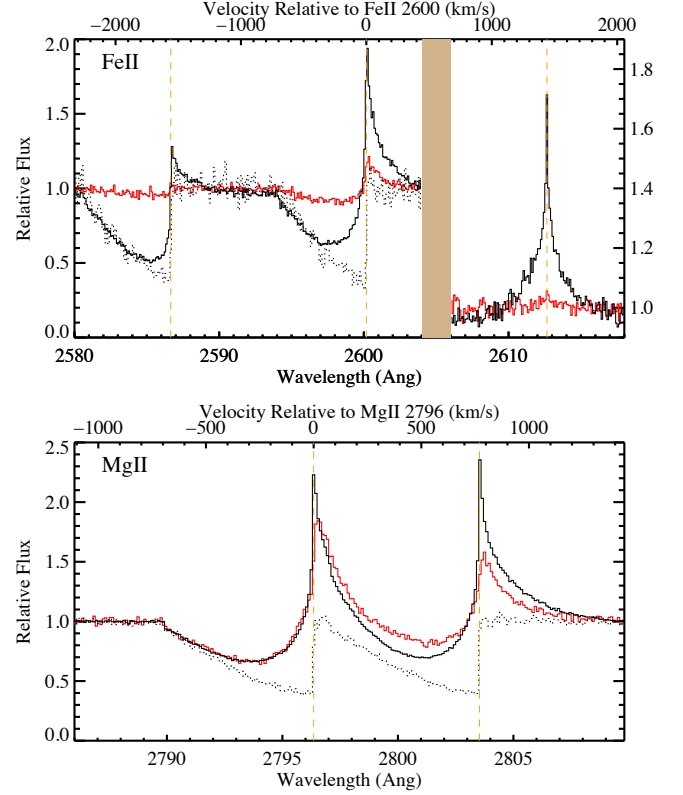 Velocity Relative to FeII 2600 (km/s)
−2000 −1000 0 1000 2000
FeII
2.0
1.5
1.0
0.5
0.0
Relative Flux
1.8
1.6
1.4
1.2
1.0
2580 2590 2600 2610
Wavelength (Ang)
Velocity Relative to MgII 2796 (km/s)
−1000 −500 0 500 1000
MgII
2.5
2.0
1.5
1.0
0.5
0.0
Relative Flux
2790 2795 2800 2805
Wavelength (Ang)